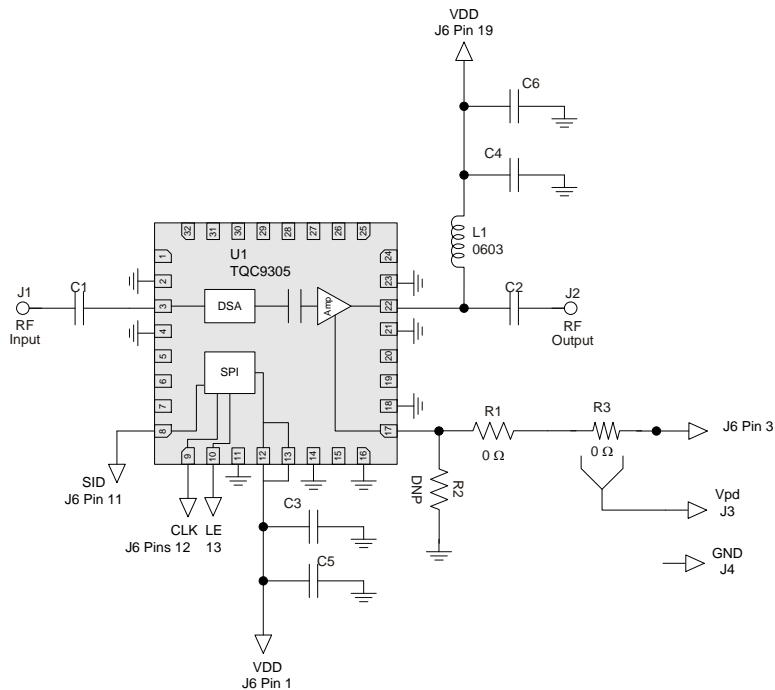 VDD
J6 Pin 19
C6
C4
L1
0603
32 31 30 29 28 27 26 25
U1
TQC9305
1 2 3 4 5 6 7 8
24 23 22 21 20 19 18 17
J1
RF
Input
C1
DSA
Amp
C2
J2
RF
Output
SPI
R1
0 Ω
R3
0 Ω
J6 Pin 3
R2
DNP
9 10 11 12 13 14 15 16
SID
J6 Pin 11
CLK LE
J6 Pins 12 13
C3
C5
Vpd
J3
GND
J4
VDD
J6 Pin 1